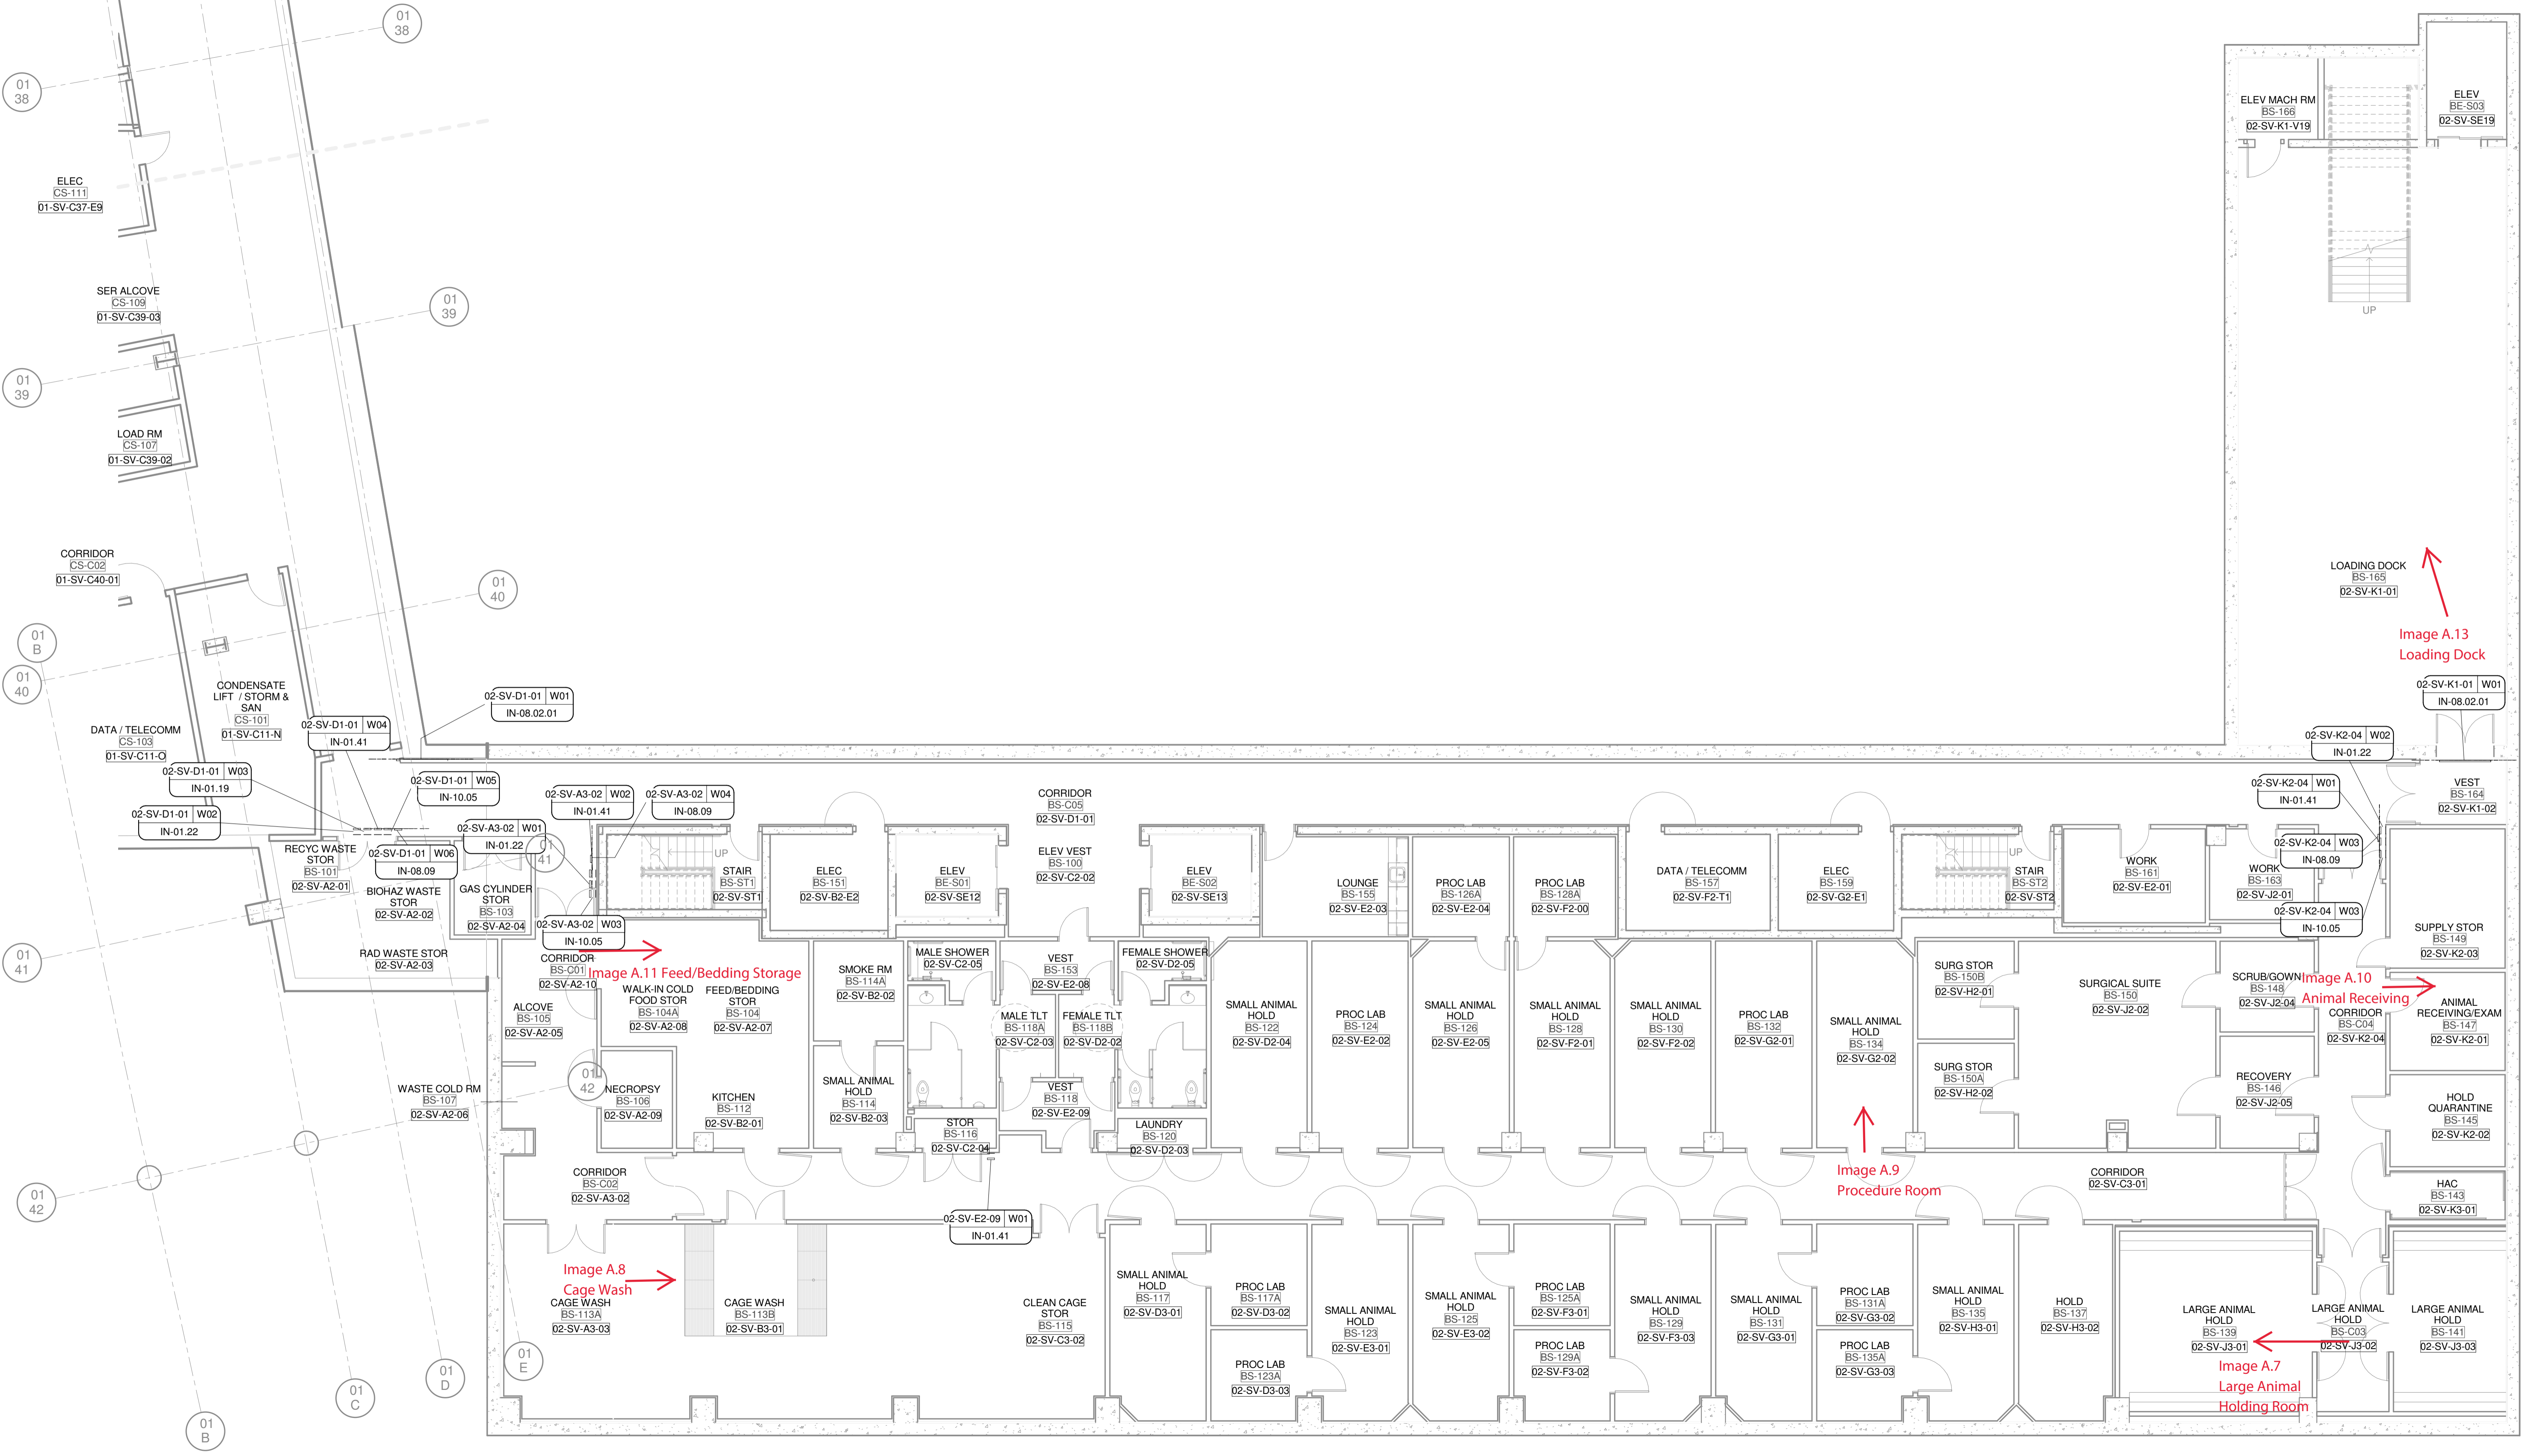 01
38
01
38
ELEV MACH RM
BS-166
02-SV-K1-V19
ELEV
BE-S03
02-SV-SE19
ELEC
CS-111
01-SV-C37-E9
SER ALCOVE
CS-109
01-SV-C39-03
01
39
UP
01
39
LOAD RM
CS-107
01-SV-C39-02
CORRIDOR
CS-C02
01-SV-C40-01
01
40
LOADING DOCK
BS-165
02-SV-K1-01
Image A.13
Loading Dock
01
B
01
40
CONDENSATE
LIFT / STORM &
SAN
CS-101
01-SV-C11-N
DATA / TELECOMM
CS-103
01-SV-C11-O
02-SV-D1-01 W04
IN-01.41
02-SV-D1-01 W01
IN-08.02.01
02-SV-K1-01 W01
IN-08.02.01
02-SV-K2-04 W02
IN-01.22
02-SV-D1-01 W03
IN-01.19
02-SV-D1-01 W05
IN-10.05
02-SV-D1-01 W02
IN-01.22
02-SV-A3-02 W02
IN-01.41
02-SV-A3-02 W04
IN-08.09
CORRIDOR
BS-C05
02-SV-D1-01
02-SV-K2-04 W01
IN-01.41
VEST
BS-164
02-SV-K1-02
02-SV-A3-02 W01
IN-01.22
02-SV-D1-01 W06
IN-08.09
02-SV-K2-04 W03
IN-08.09
01
41
RECYC WASTE
STOR
BS-101
02-SV-A2-01
BIOHAZ WASTE
STOR
02-SV-A2-02
GAS CYLINDER
STOR
BS-103
02-SV-A2-04
UP
STAIR
BS-ST1
02-SV-ST1
ELEC
BS-151
02-SV-B2-E2
ELEV
BE-S01
02-SV-SE12
ELEV VEST
BS-100
02-SV-C2-02
ELEV
BE-S02
02-SV-SE13
LOUNGE
BS-155
02-SV-E2-03
PROC LAB
BS-126A
02-SV-E2-04
PROC LAB
BS-128A
02-SV-F2-00
DATA / TELECOMM
BS-157
02-SV-F2-T1
ELEC
BS-159
02-SV-G2-E1
UP
STAIR
BS-ST2
02-SV-ST2
WORK
BS-161
02-SV-E2-01
WORK
BS-163
02-SV-J2-01
02-SV-K2-04 W03
IN-10.05
SUPPLY STOR
BS-149
02-SV-K2-03
02-SV-A3-02 W03
IN-10.05
01
41
RAD WASTE STOR
02-SV-A2-03
CORRIDOR
BS-C01
02-SV-A2-10
Image A.11 Feed/Bedding Storage
WALK-IN COLD
FOOD STOR
BS-104A
02-SV-A2-08
FEED/BEDDING
STOR
BS-104
02-SV-A2-07
SMOKE RM
BS-114A
02-SV-B2-02
MALE SHOWER
02-SV-C2-05
VEST
BS-153
02-SV-E2-08
FEMALE SHOWER
02-SV-D2-05
SURG STOR
BS-150B
02-SV-H2-01
SURGICAL SUITE
BS-150
02-SV-J2-02
SCRUB/GOWN
BS-148
02-SV-J2-04
Image A.10
Animal Receiving
ANIMAL
RECEIVING/EXAM
BS-147
02-SV-K2-01
CORRIDOR
BS-C04
02-SV-K2-04
ALCOVE
BS-105
02-SV-A2-05
MALE TLT
BS-118A
02-SV-C2-03
FEMALE TLT
BS-118B
02-SV-D2-02
SMALL ANIMAL
HOLD
BS-122
02-SV-D2-04
PROC LAB
BS-124
02-SV-E2-02
SMALL ANIMAL
HOLD
BS-126
02-SV-E2-05
SMALL ANIMAL
HOLD
BS-128
02-SV-F2-01
SMALL ANIMAL
HOLD
BS-130
02-SV-F2-02
PROC LAB
BS-132
02-SV-G2-01
SMALL ANIMAL
HOLD
BS-134
02-SV-G2-02
01
42
WASTE COLD RM
BS-107
02-SV-A2-06
NECROPSY
BS-106
02-SV-A2-09
KITCHEN
BS-112
02-SV-B2-01
SMALL ANIMAL
HOLD
BS-114
02-SV-B2-03
VEST
BS-118
02-SV-E2-09
SURG STOR
BS-150A
02-SV-H2-02
RECOVERY
BS-146
02-SV-J2-05
HOLD
QUARANTINE
BS-145
02-SV-K2-02
STOR
BS-116
02-SV-C2-04
LAUNDRY
BS-120
02-SV-D2-03
01
42
CORRIDOR
BS-C02
02-SV-A3-02
Image A.9
Procedure Room
CORRIDOR
02-SV-C3-01
HAC
BS-143
02-SV-K3-01
02-SV-E2-09 W01
IN-01.41
Image A.8
Cage Wash
CAGE WASH
BS-113A
02-SV-A3-03
CAGE WASH
BS-113B
02-SV-B3-01
CLEAN CAGE
STOR
BS-115
02-SV-C3-02
SMALL ANIMAL
HOLD
BS-117
02-SV-D3-01
PROC LAB
BS-117A
02-SV-D3-02
SMALL ANIMAL
HOLD
BS-123
02-SV-E3-01
SMALL ANIMAL
HOLD
BS-125
02-SV-E3-02
PROC LAB
BS-125A
02-SV-F3-01
SMALL ANIMAL
HOLD
BS-129
02-SV-F3-03
SMALL ANIMAL
HOLD
BS-131
02-SV-G3-01
PROC LAB
BS-131A
02-SV-G3-02
SMALL ANIMAL
HOLD
BS-135
02-SV-H3-01
HOLD
BS-137
02-SV-H3-02
LARGE ANIMAL
HOLD
BS-139
02-SV-J3-01
LARGE ANIMAL
HOLD
BS-C03
02-SV-J3-02
LARGE ANIMAL
HOLD
BS-141
02-SV-J3-03
PROC LAB
BS-123A
02-SV-D3-03
PROC LAB
BS-129A
02-SV-F3-02
PROC LAB
BS-135A
02-SV-G3-03
Image A.7
Large Animal
Holding Room
01
E
01
D
01
C
01
B